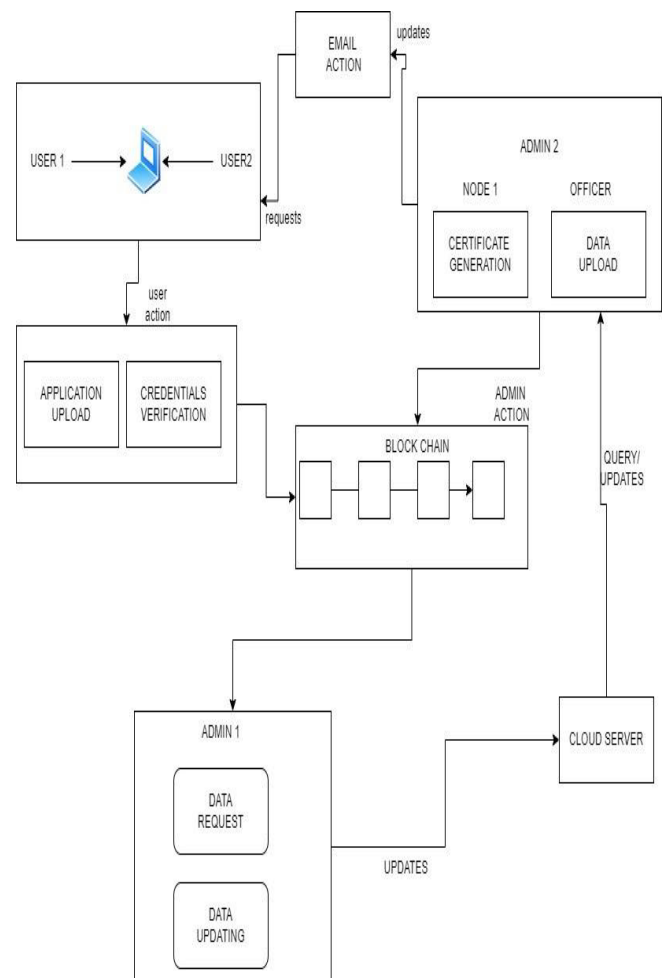 EMAIL
ACTION
updates
USER 1
USER2
requests
ADMIN 2
NODE 1
OFFICER
CERTIFICATE
GENERATION
DATA
UPLOAD
user
action
APPLICATION
UPLOAD
CREDENTIALS
VERIFICATION
ADMIN
ACTION
BLOCK CHAIN
QUERY/
UPDATES
ADMIN 1
DATA
REQUEST
DATA
UPDATING
UPDATES
CLOUD SERVER